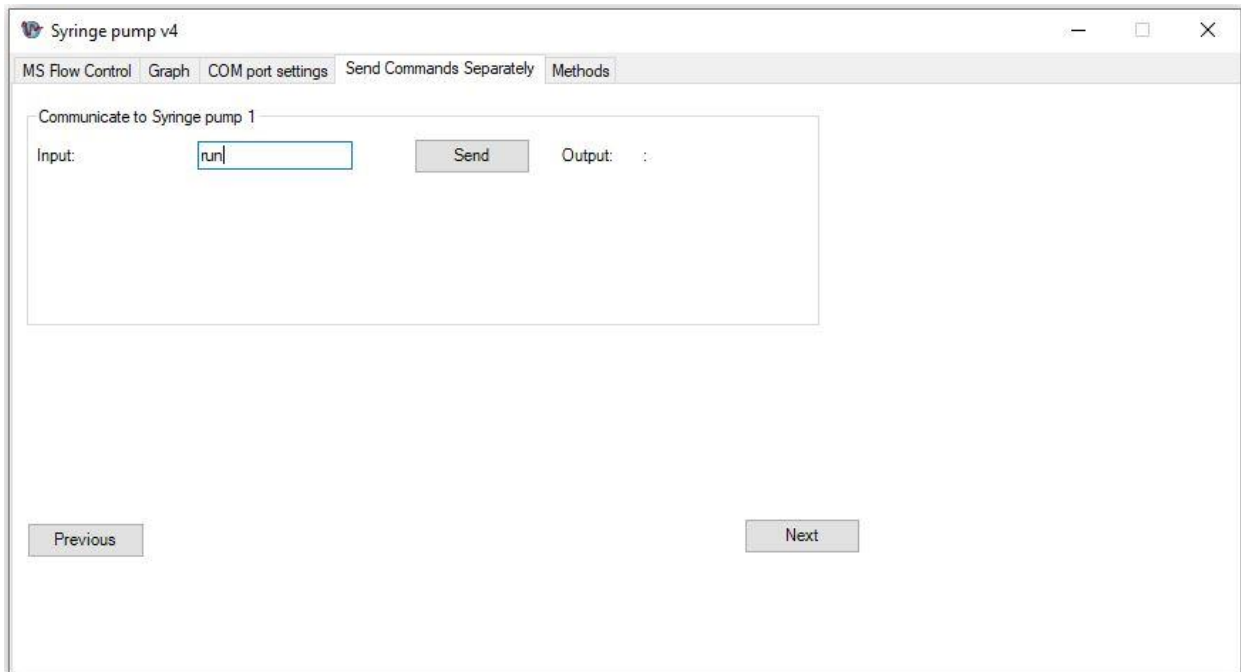 Syringe pump v4
MS Flow Control Graph COM port settings Send Commands Separately Methods
Communicate to Syringe pump 1
Input: run Send Output: :
Previous Next